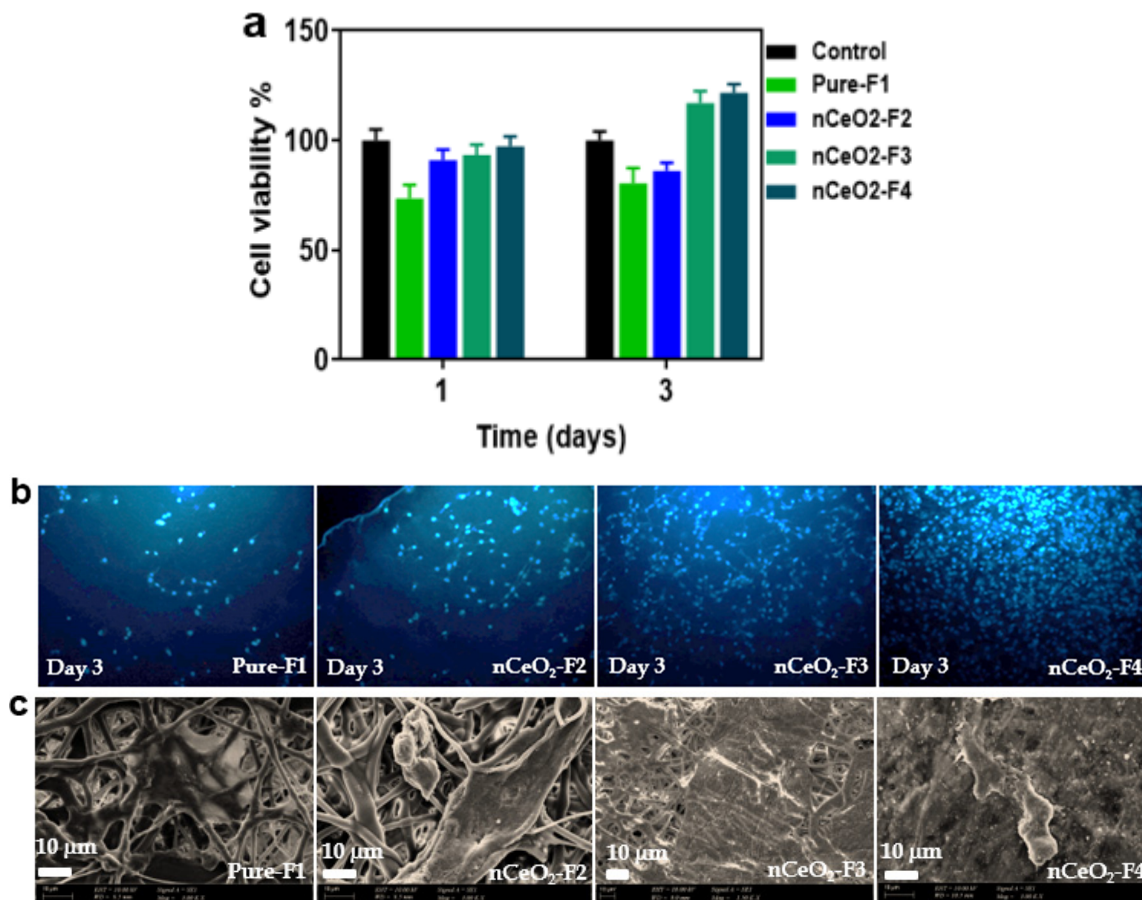 a
150
100
50
0
Cell viability %
1
3
Time (days)
Control
Pure-F1
nCeO2-F2
nCeO2-F3
nCeO2-F4
b
Day 3 Pure-F1
Day 3 nCeO₂-F2
Day 3 nCeO₂-F3
Day 3 nCeO₂-F4
c
10 μm Pure-F1
10 μm nCeO₂-F2
10 μm nCeO₂-F3
10 μm nCeO₂-F4